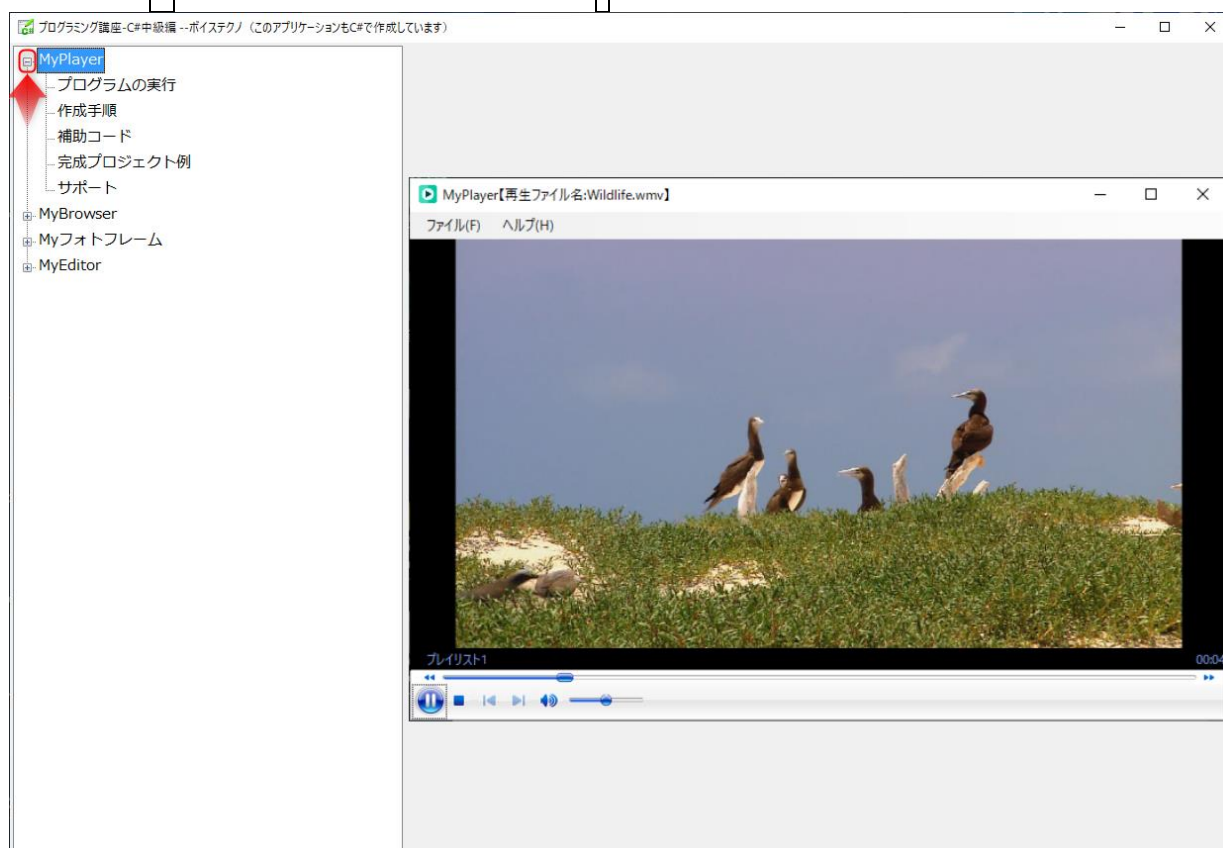 プログラミング講座-C#中級編 --ボイステクノ（このアプリケーションもC#で作成しています）
MyPlayer
プログラムの実行
作成手順
補助コード
完成プロジェクト例
サポート
MyBrowser
Myフォトフレーム
MyEditor
MyPlayer【再生ファイル名:Wildlife.wmv】
ファイル(F) ヘルプ(H)
プレイリスト1 00:04